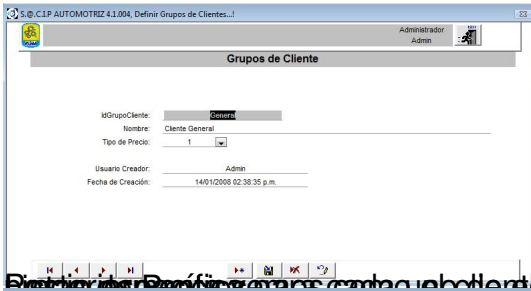 S.@.C.I.P AUTOMOTRIZ 4.1.004, Definir Grupos de Clientes...!
Administrador
Admin
Grupos de Cliente
IdGrupoCliente: General
Nombre: Cliente General
Tipo de Precio: 1
Usuario Creador: Admin
Fecha de Creación: 14/01/2008 02:38:35 p.m.